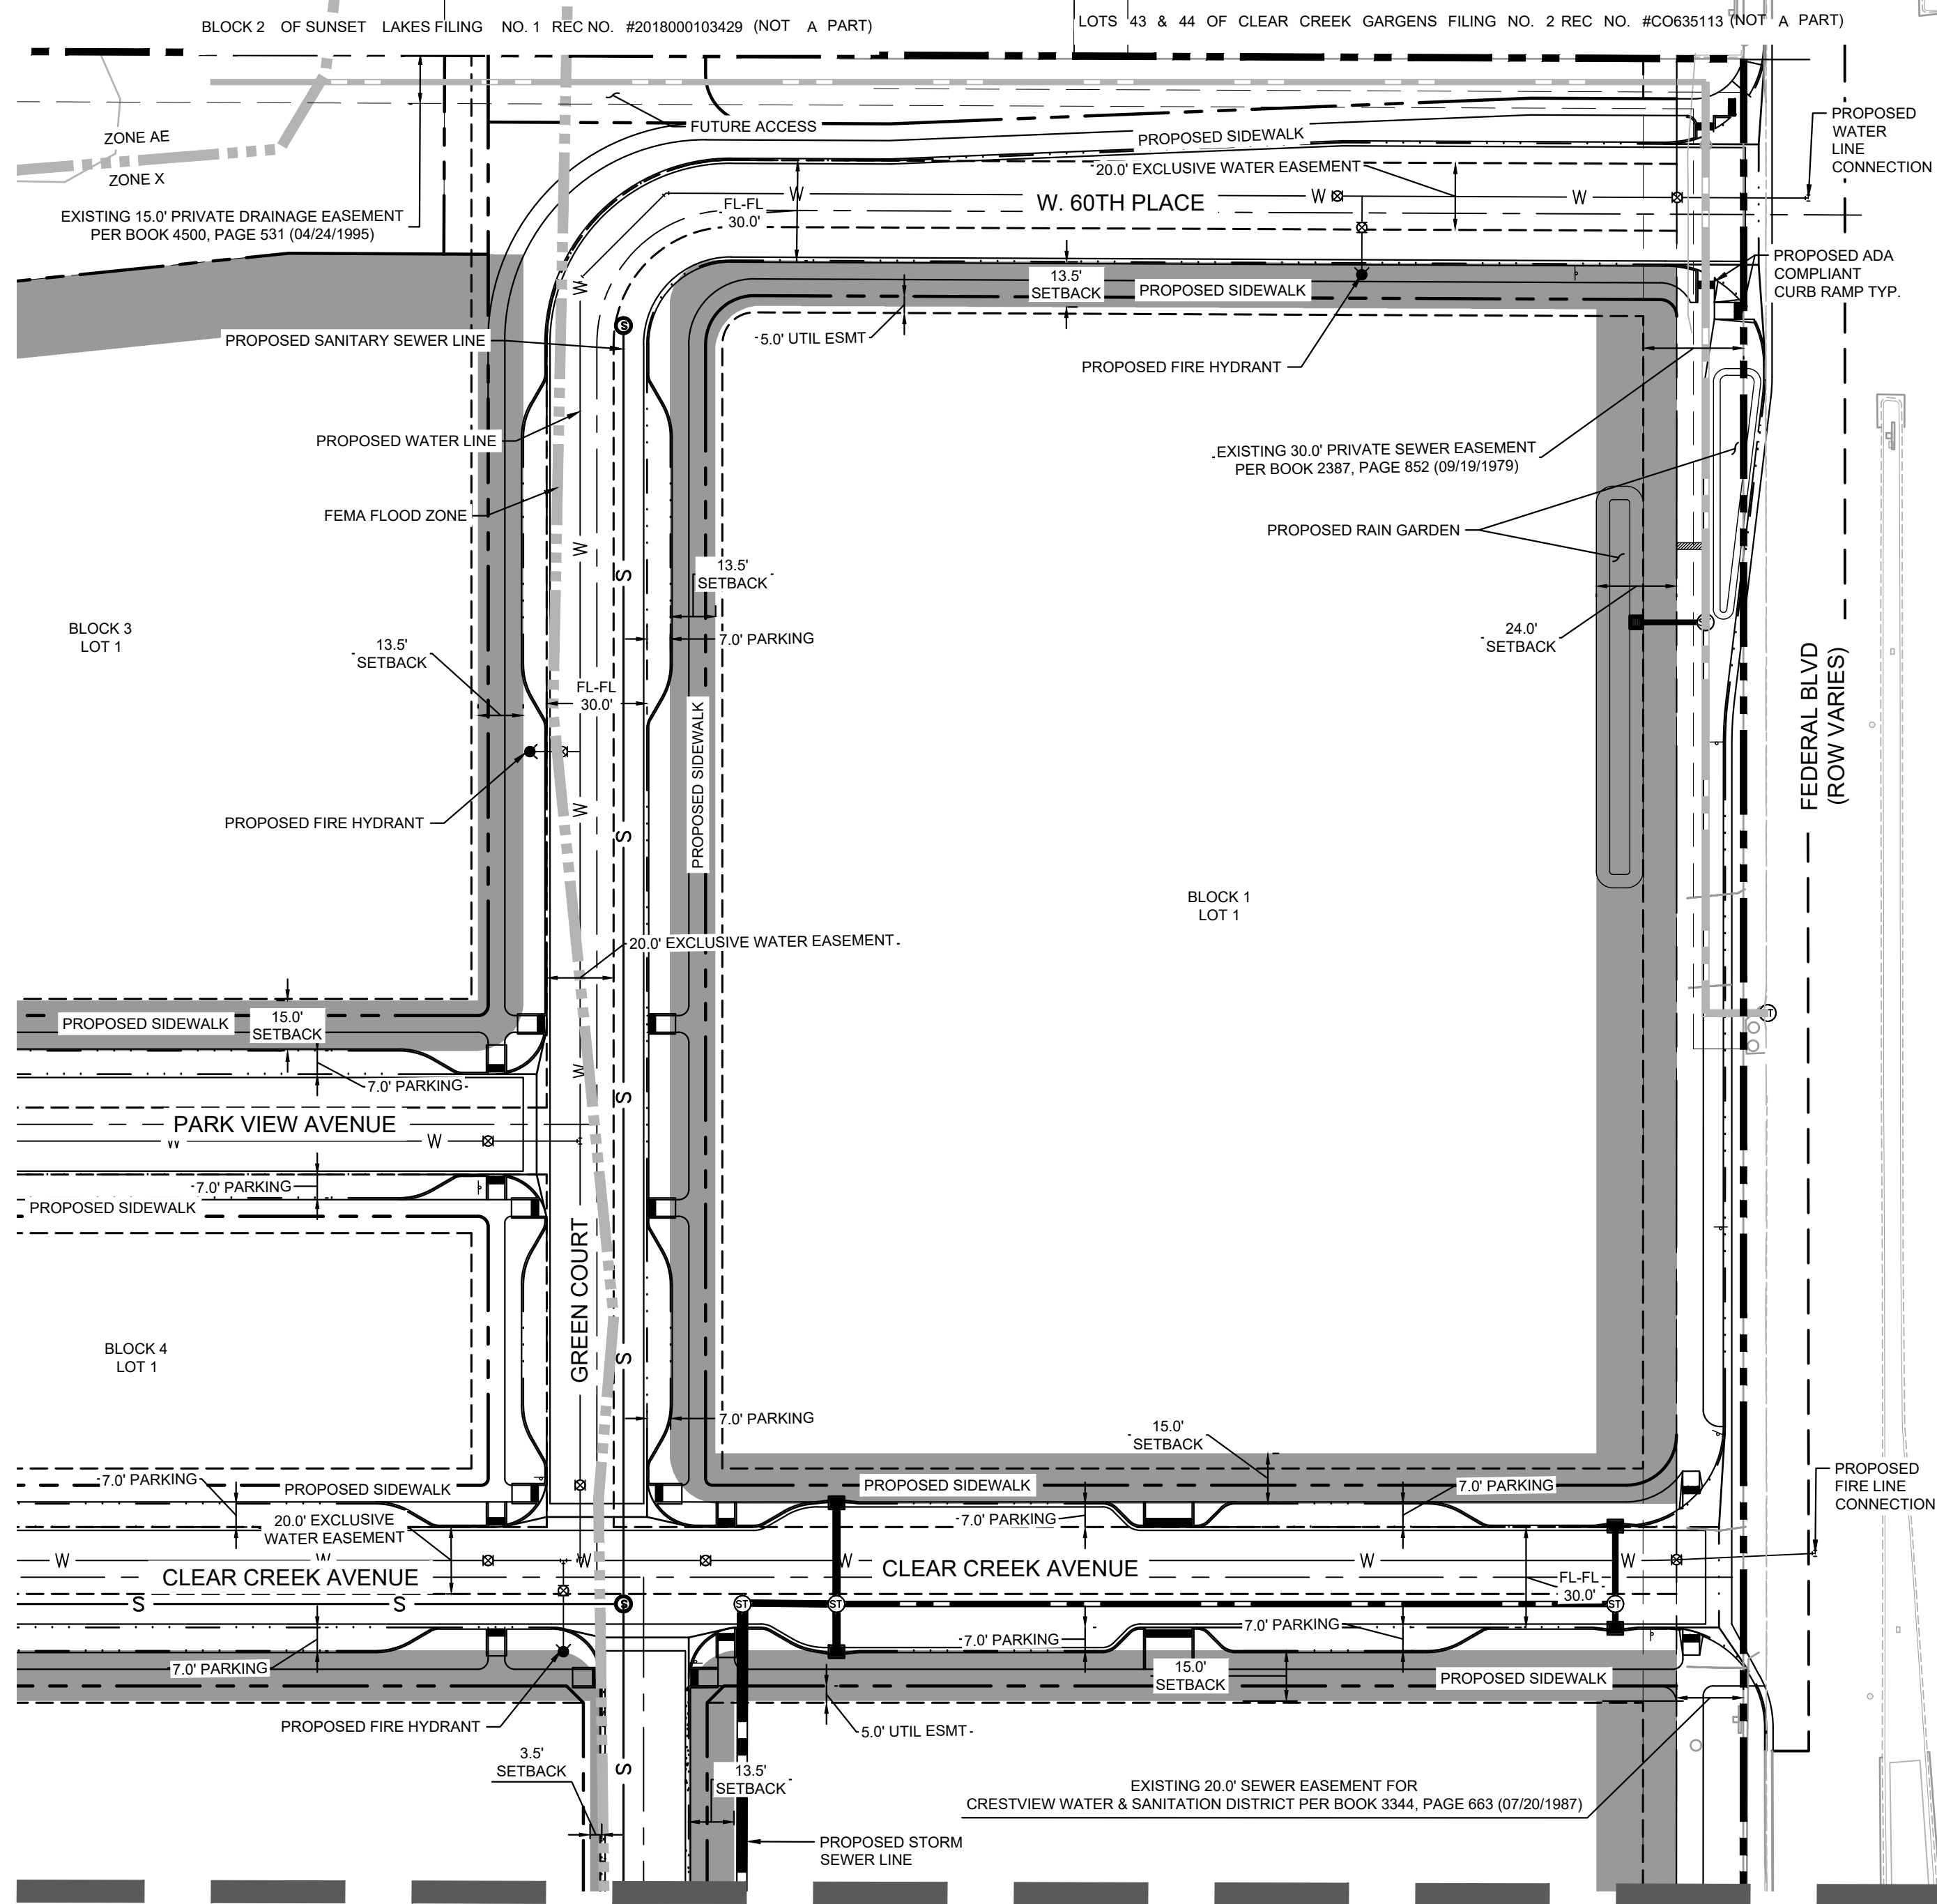 BLOCK 2 OF SUNSET LAKES FILING NO. 1 REC NO. #2018000103429 (NOT A PART)
LOTS 43 & 44 OF CLEAR CREEK GARGENS FILING NO. 2 REC NO. #CO635113 (NOT A PART)
ZONE AE
ZONE X
FUTURE ACCESS
PROPOSED SIDEWALK
PROPOSED
WATER
LINE
CONNECTION
20.0' EXCLUSIVE WATER EASEMENT
EXISTING 15.0' PRIVATE DRAINAGE EASEMENT
PER BOOK 4500, PAGE 531 (04/24/1995)
FL-FL
30.0'
W
W. 60TH PLACE
W
W
PROPOSED ADA
COMPLIANT
CURB RAMP TYP.
13.5'
SETBACK
PROPOSED SIDEWALK
W
S
PROPOSED SANITARY SEWER LINE
5.0' UTIL ESMT
PROPOSED FIRE HYDRANT
PROPOSED WATER LINE
EXISTING 30.0' PRIVATE SEWER EASEMENT
PER BOOK 2387, PAGE 852 (09/19/1979)
FEMA FLOOD ZONE
PROPOSED RAIN GARDEN
W
S
13.5'
SETBACK
BLOCK 3
LOT 1
7.0' PARKING
24.0'
SETBACK
13.5'
SETBACK
FL-FL
30.0'
PROPOSED SIDEWALK
FEDERAL BLVD
(ROW VARIES)
PROPOSED FIRE HYDRANT
W
S
BLOCK 1
LOT 1
20.0' EXCLUSIVE WATER EASEMENT
PROPOSED SIDEWALK
15.0'
SETBACK
7.0' PARKING
W
S
PARK VIEW AVENUE
W
W
7.0' PARKING
PROPOSED SIDEWALK
GREEN COURT
S
BLOCK 4
LOT 1
7.0' PARKING
15.0'
SETBACK
7.0' PARKING
PROPOSED SIDEWALK
PROPOSED SIDEWALK
7.0' PARKING
PROPOSED
FIRE LINE
CONNECTION
20.0' EXCLUSIVE
WATER EASEMENT
7.0' PARKING
W
W
W
W
W
W
CLEAR CREEK AVENUE
CLEAR CREEK AVENUE
FL-FL
30.0'
S
S
S
ST
ST
ST
7.0' PARKING
7.0' PARKING
7.0' PARKING
15.0'
SETBACK
PROPOSED SIDEWALK
PROPOSED FIRE HYDRANT
5.0' UTIL ESMT
3.5'
SETBACK
S
13.5'
SETBACK
EXISTING 20.0' SEWER EASEMENT FOR
CRESTVIEW WATER & SANITATION DISTRICT PER BOOK 3344, PAGE 663 (07/20/1987)
PROPOSED STORM
SEWER LINE